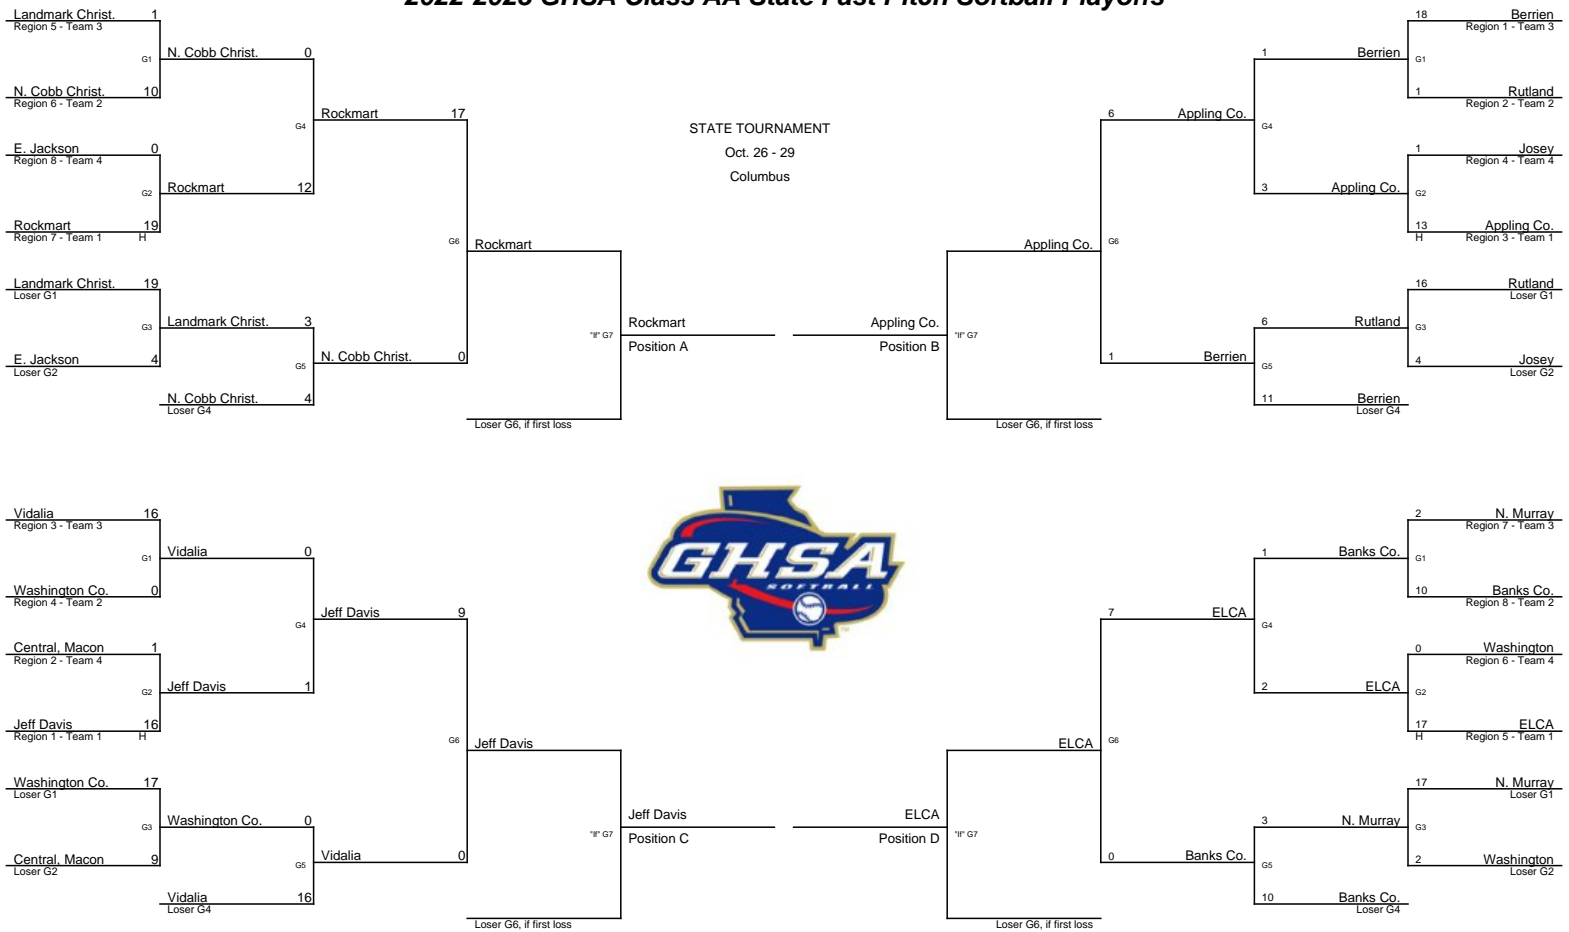 2022-2023 GHSA Class AA State Fast Pitch Softball Playoffs
Landmark Christ. 1
Region 5 - Team 3
G1
N. Cobb Christ. 0
N. Cobb Christ. 10
Region 6 - Team 2
G4
Rockmart 17
E. Jackson 0
Region 8 - Team 4
G2
Rockmart 12
Rockmart 19
Region 7 - Team 1 H
G6
Rockmart
Landmark Christ. 19
Loser G1
G3
Landmark Christ. 3
E. Jackson 4
Loser G2
G5
N. Cobb Christ. 0
N. Cobb Christ. 4
Loser G4
"If" G7
Rockmart
Position A
Loser G6, if first loss
STATE TOURNAMENT
Oct. 26 - 29
Columbus
18 Berrien
Region 1 - Team 3
1 Berrien
G1
1 Rutland
Region 2 - Team 2
6 Appling Co.
G4
1 Josey
Region 4 - Team 4
3 Appling Co.
G2
13 Appling Co.
H Region 3 - Team 1
Appling Co.
G6
16 Rutland
Loser G1
6 Rutland
G3
4 Josey
Loser G2
1 Berrien
G5
11 Berrien
Loser G4
Appling Co.
Position B
"If" G7
Loser G6, if first loss
Vidalia 16
Region 3 - Team 3
G1
Vidalia 0
Washington Co. 0
Region 4 - Team 2
G4
Jeff Davis 9
Central, Macon 1
Region 2 - Team 4
G2
Jeff Davis 1
Jeff Davis 16
Region 1 - Team 1 H
G6
Jeff Davis
Washington Co. 17
Loser G1
G3
Washington Co. 0
Central, Macon 9
Loser G2
G5
Vidalia 0
Vidalia 16
Loser G4
"If" G7
Jeff Davis
Position C
Loser G6, if first loss
GHSA
SOFTBALL
2 N. Murray
Region 7 - Team 3
1 Banks Co.
G1
10 Banks Co.
Region 8 - Team 2
7 ELCA
G4
0 Washington
Region 6 - Team 4
2 ELCA
G2
17 ELCA
H Region 5 - Team 1
ELCA
G6
17 N. Murray
Loser G1
3 N. Murray
G3
2 Washington
Loser G2
0 Banks Co.
G5
10 Banks Co.
Loser G4
ELCA
Position D
"If" G7
Loser G6, if first loss